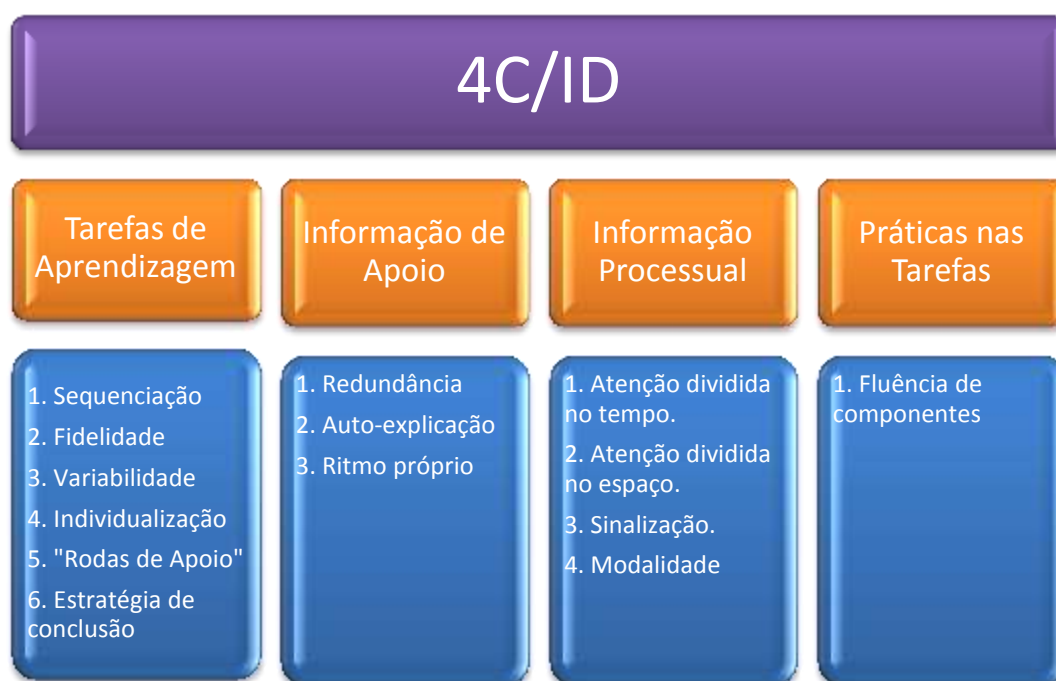 4C/ID
Tarefas de
Aprendizagem
Informação de
Apoio
Informação
Processual
Práticas nas
Tarefas
1. Sequenciação
2. Fidelidade
3. Variabilidade
4. Individualização
5. "Rodas de Apoio"
6. Estratégia de
conclusão
1. Redundância
2. Auto-explicação
3. Ritmo próprio
1. Atenção dividida
no tempo.
2. Atenção dividida
no espaço.
3. Sinalização.
4. Modalidade
1. Fluência de
componentes